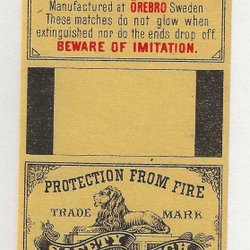 Manufactured at ÖREBRO Sweden
These matches do not glow when
extinguished nor do the ends drop off.
BEWARE OF IMITATION.
PROTECTION FROM FIRE
TRADE MARK
SAFETY